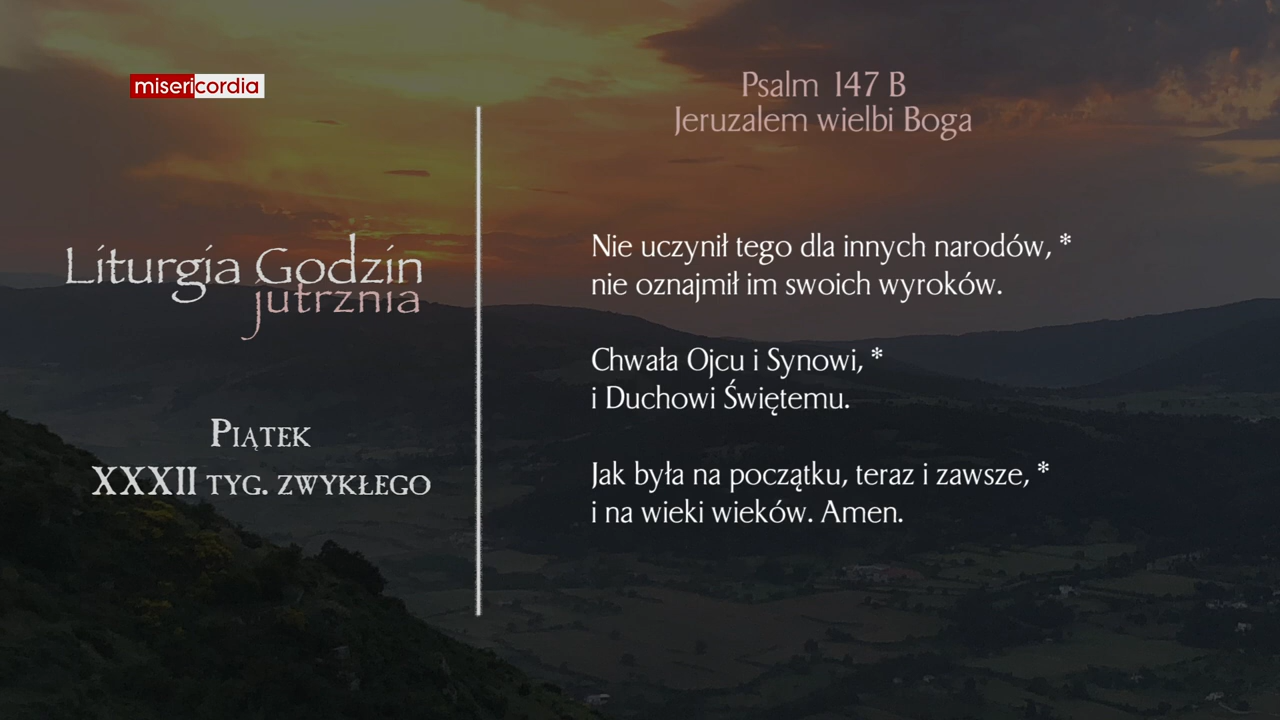 misericordia
Liturgia Godzin
jutrznia
Piątek
XXXII tyg. zwykłego
Psalm 147 B
Jeruzalem wielbi Boga
Nie uczynił tego dla innych narodów, *
nie oznajmił im swoich wyroków.
Chwała Ojcu i Synowi, *
i Duchowi Świętemu.
Jak była na początku, teraz i zawsze, *
i na wieki wieków. Amen.